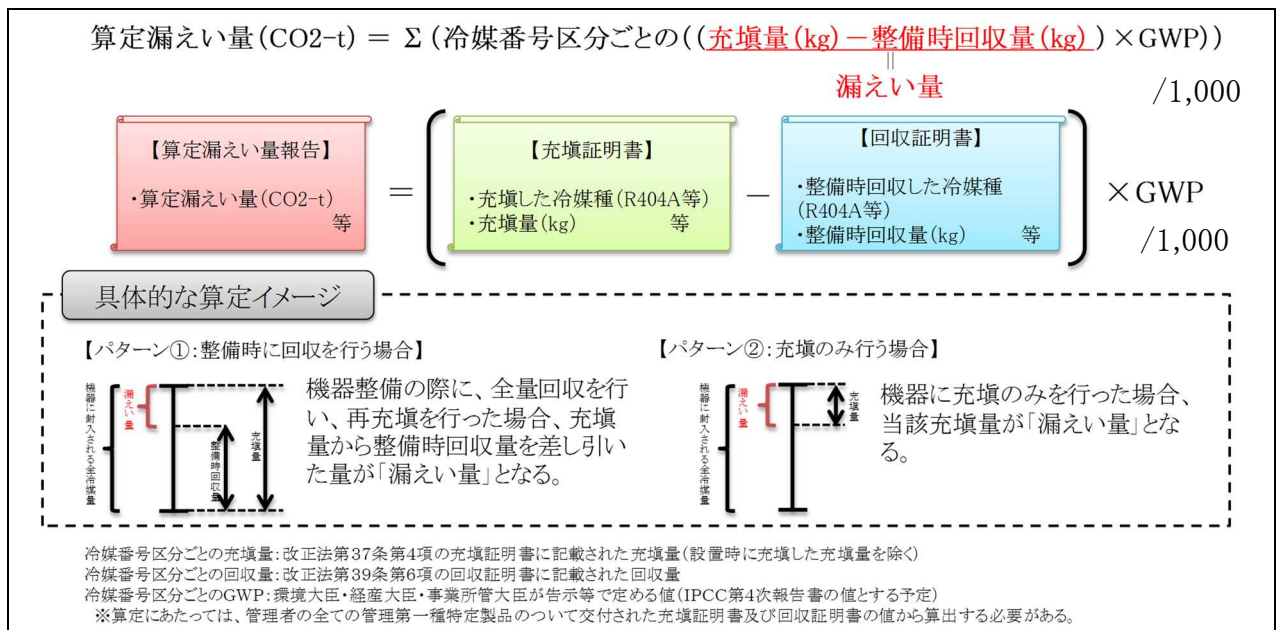 算定漏えい量(CO2-t) = Σ(冷媒番号区分ごとの((充塡量(kg)－整備時回収量(kg))×GWP))
||
漏えい量
/1,000
【算定漏えい量報告】
・算定漏えい量(CO2-t)
等
=
【充塡証明書】
・充塡した冷媒種(R404A等)
・充塡量(kg) 等
－
【回収証明書】
・整備時回収した冷媒種
(R404A等)
・整備時回収量(kg) 等
×GWP
/1,000
具体的な算定イメージ
【パターン①:整備時に回収を行う場合】
機器に封入される全冷媒量
漏えい量
整備時回収量
充塡量
機器整備の際に、全量回収を行
い、再充塡を行った場合、充塡
量から整備時回収量を差し引い
た量が「漏えい量」となる。
【パターン②:充塡のみ行う場合】
機器に封入される全冷媒量
漏えい量
充塡量
機器に充塡のみを行った場合、
当該充塡量が「漏えい量」とな
る。
冷媒番号区分ごとの充塡量:改正法第37条第4項の充塡証明書に記載された充塡量(設置時に充塡した充塡量を除く)
冷媒番号区分ごとの回収量:改正法第39条第6項の回収証明書に記載された回収量
冷媒番号区分ごとのGWP:環境大臣・経産大臣・事業所管大臣が告示等で定める値(IPCC第4次報告書の値とする予定)
※算定にあたっては、管理者の全ての管理第一種特定製品のついて交付された充塡証明書及び回収証明書の値から算出する必要がある。